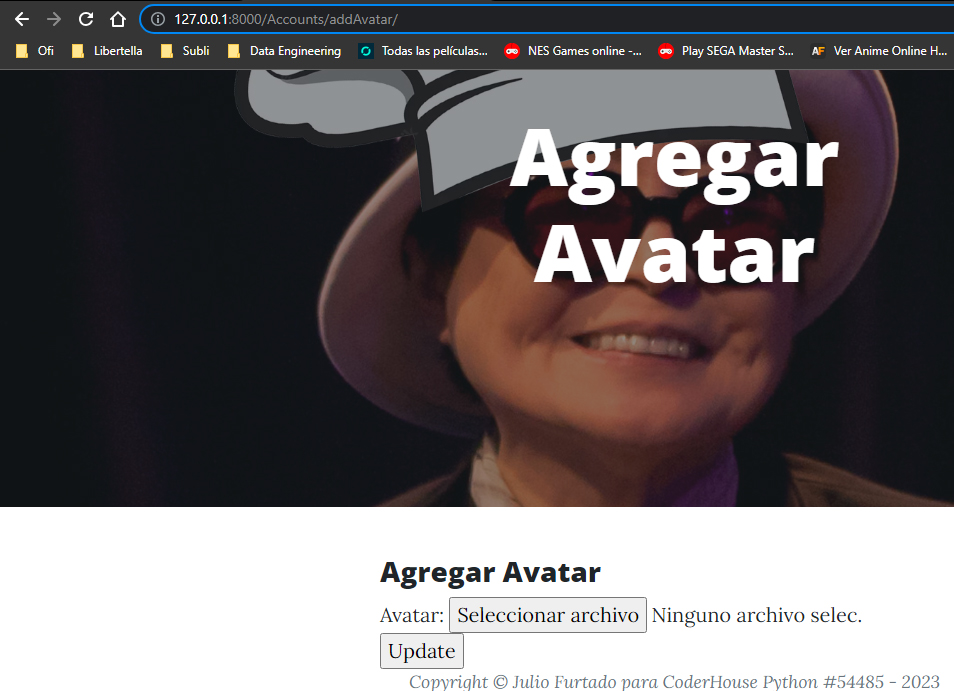 127.0.0.1:8000/Accounts/addAvatar/
Ofi Libertella Subli Data Engineering Todas las películas... NES Games online -... Play SEGA Master S... AF Ver Anime Online H...
Agregar
Avatar
Agregar Avatar
Avatar: Seleccionar archivo Ninguno archivo selec.
Update
Copyright © Julio Furtado para CoderHouse Python #54485 - 2023